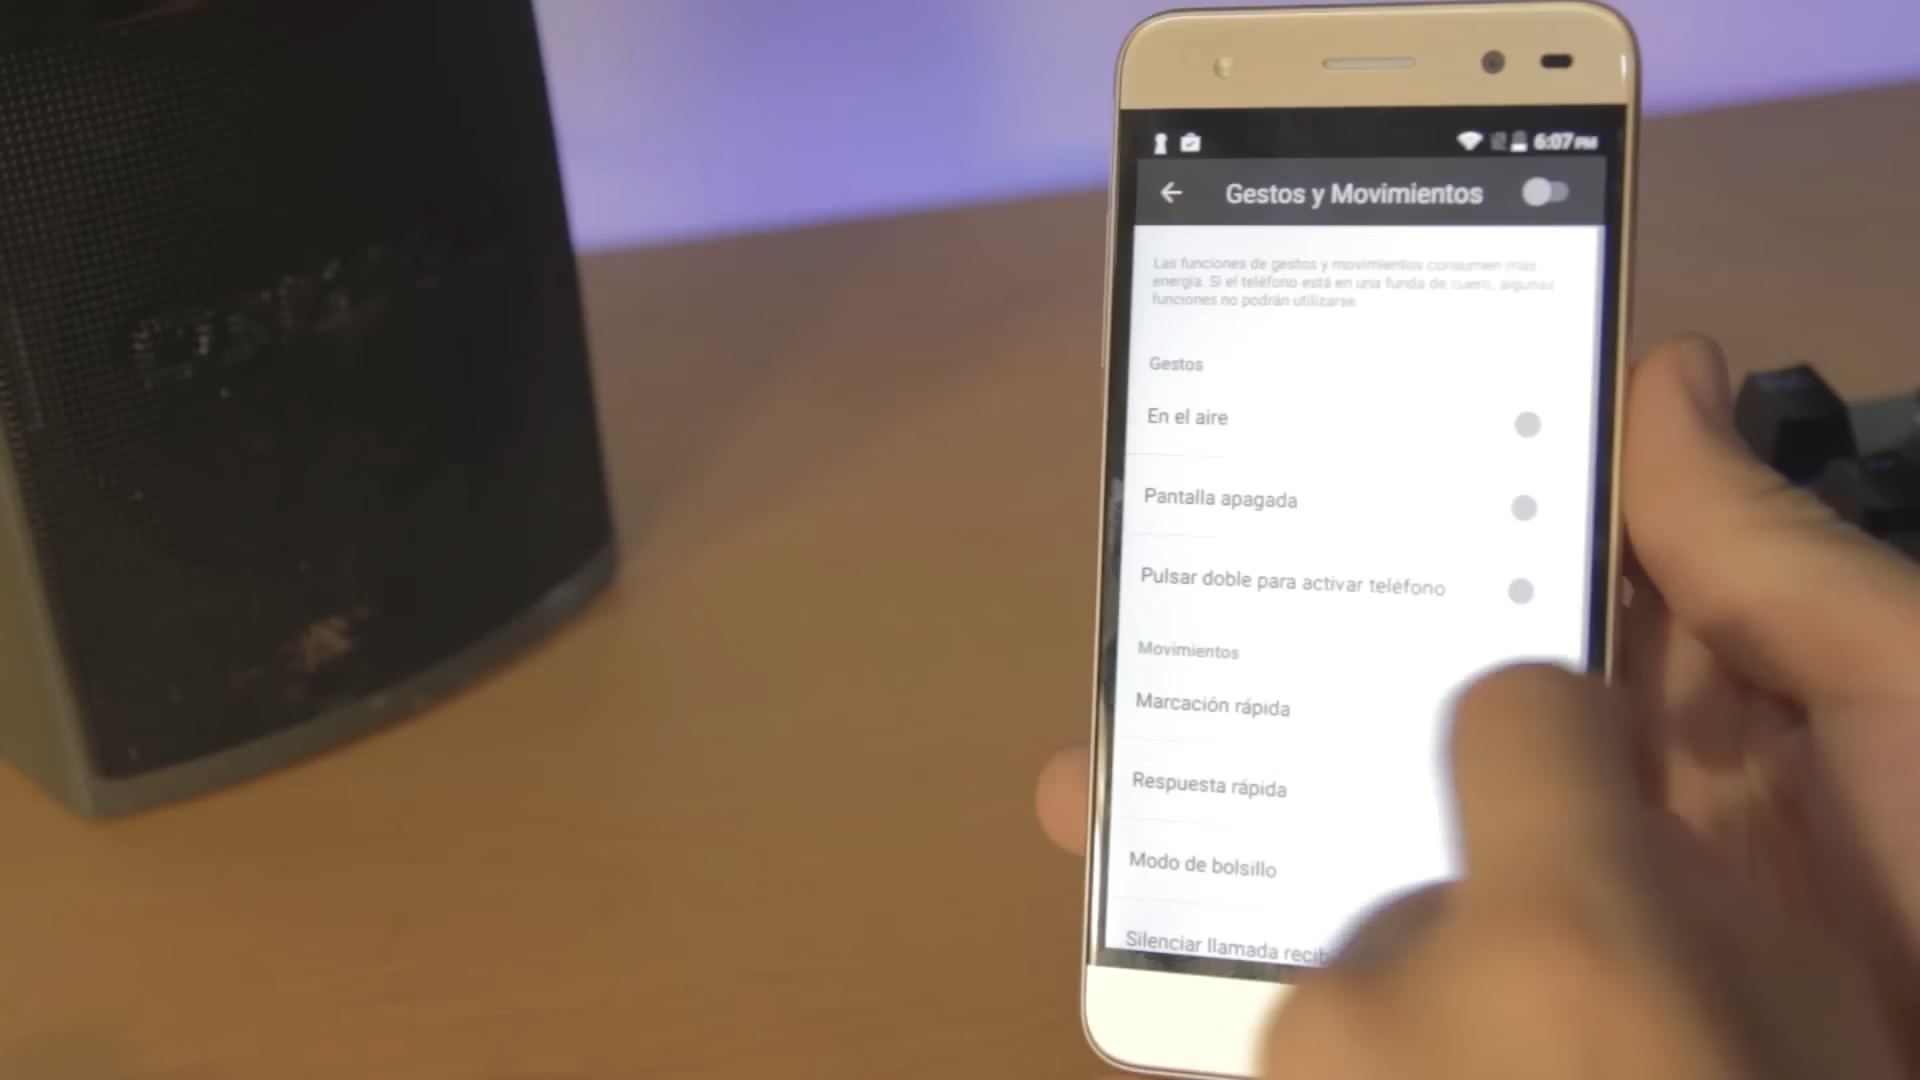 6:07PM
Gestos y Movimientos
Las funciones de gestos y movimientos consumen más
energía. Si el teléfono está en una funda de cuero, algunas
funciones no podrán utilizarse.
Gestos
En el aire
Pantalla apagada
Pulsar doble para activar teléfono
Movimientos
Marcación rápida
Respuesta rápida
Modo de bolsillo
Silenciar llamada recib